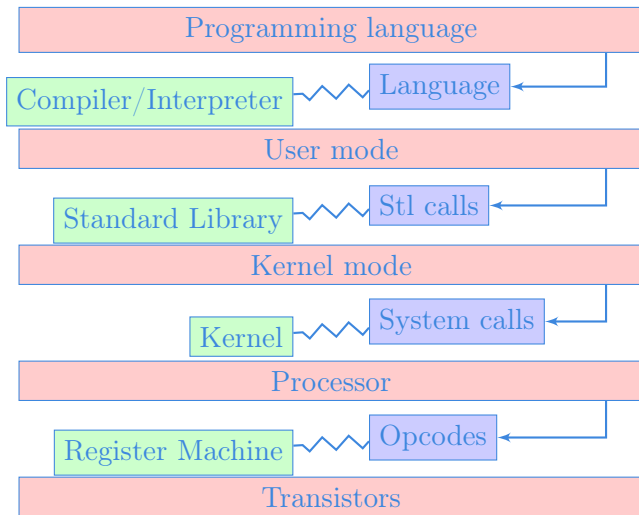 Programming language
Compiler/Interpreter
Language
User mode
Standard Library
Stl calls
Kernel mode
Kernel
System calls
Processor
Register Machine
Opcodes
Transistors